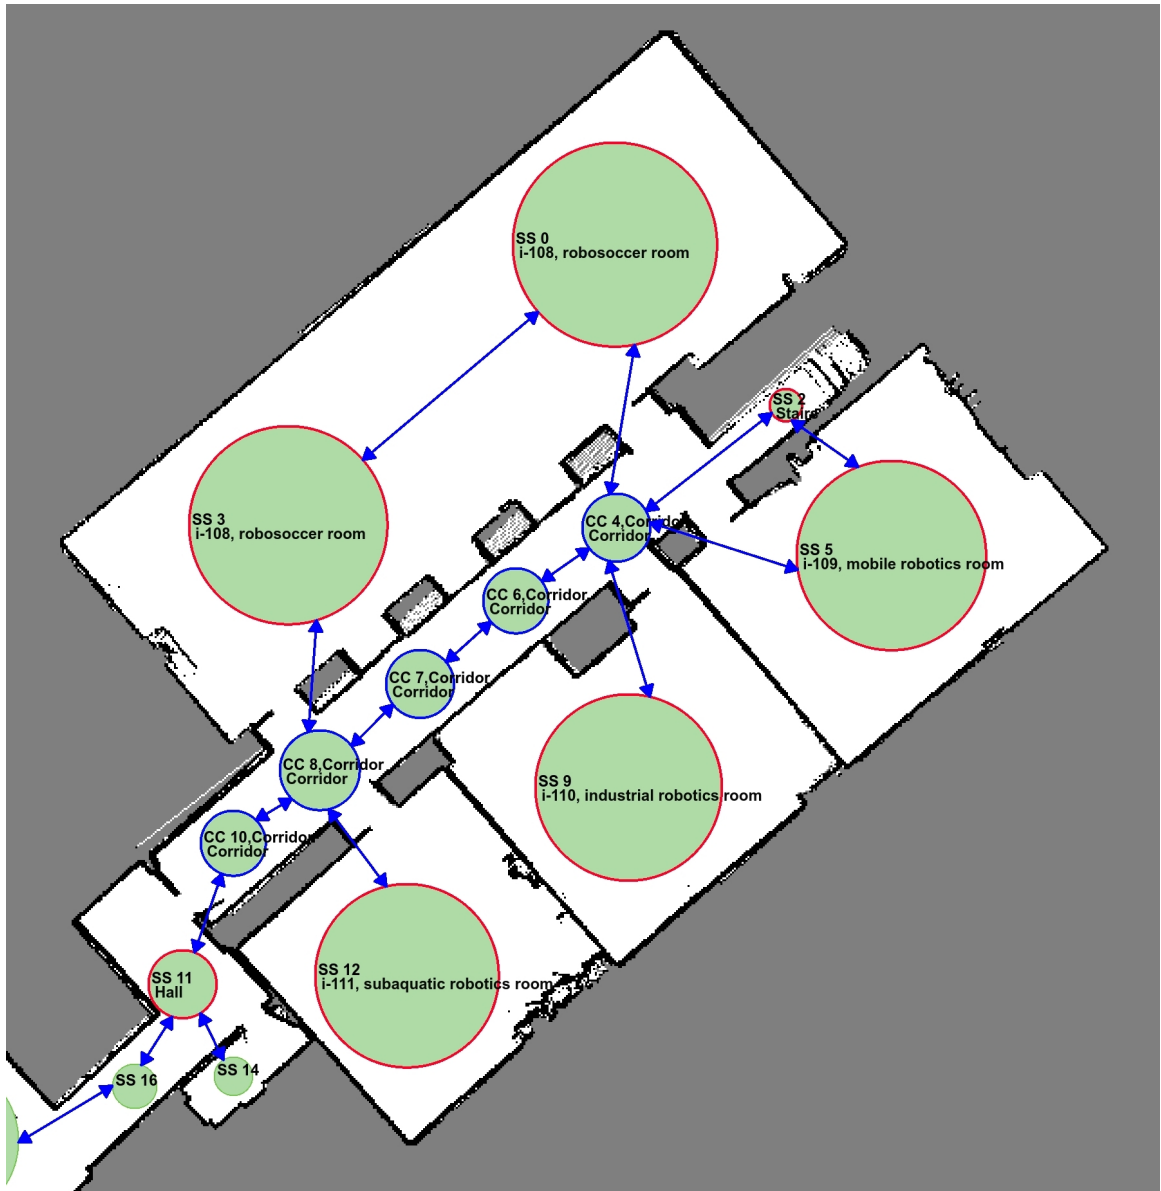 SS 0
i-108, robosoccer room
SS 2
Stairs
SS 3
i-108, robosoccer room
CC 4,Corridor
Corridor
SS 5
i-109, mobile robotics room
CC 6,Corridor
Corridor
CC 7,Corridor
Corridor
CC 8,Corridor
Corridor
SS 9
i-110, industrial robotics room
CC 10,Corridor
Corridor
SS 12
i-111, subaquatic robotics room
SS 11
Hall
SS 16
SS 14